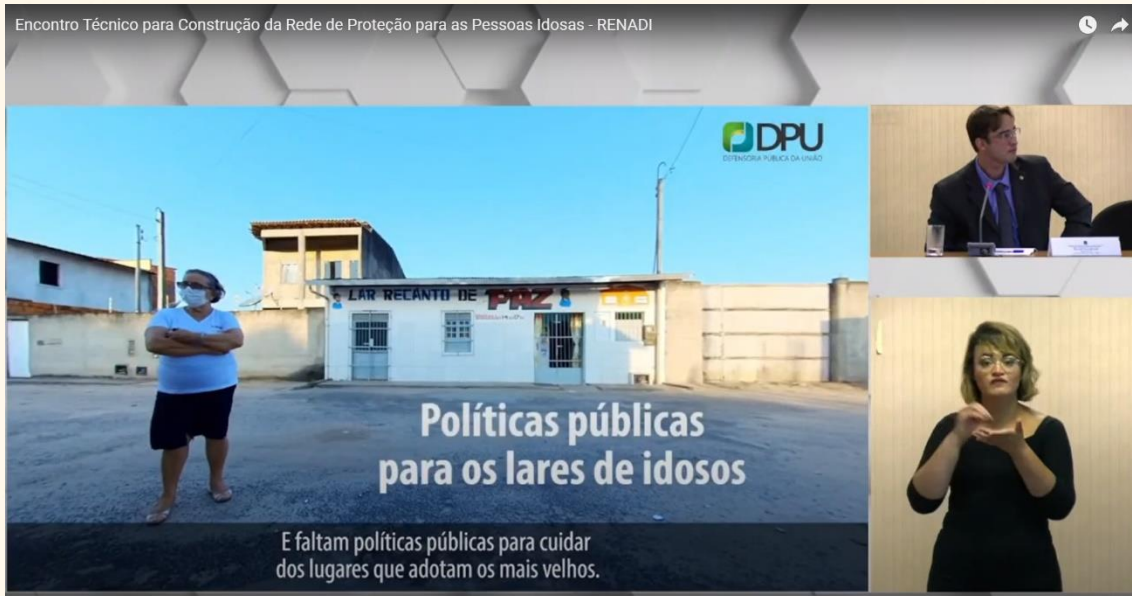 Encontro Técnico para Construção da Rede de Proteção para as Pessoas Idosas - RENADI
DPU
DEFENSORIA PÚBLICA DA UNIÃO
LAR RECANTO DE PAZ
Políticas públicas
para os lares de idosos
E faltam políticas públicas para cuidar
dos lugares que adotam os mais velhos.